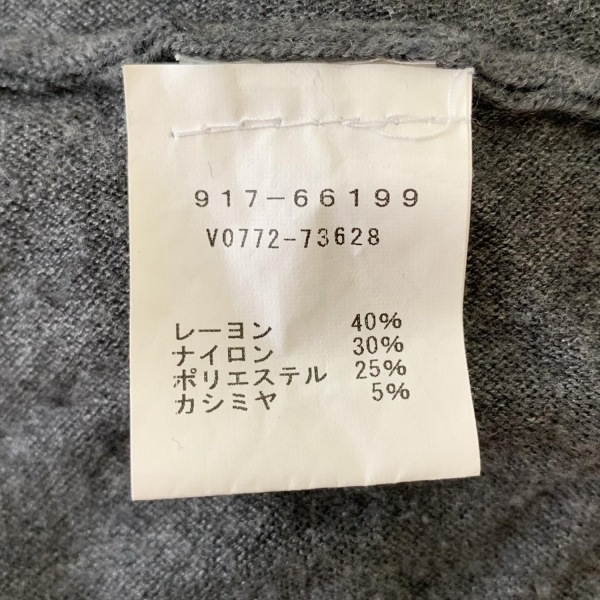 917-66199
V0772-73628
レーヨン 40%
ナイロン 30%
ポリエステル 25%
カシミヤ 5%